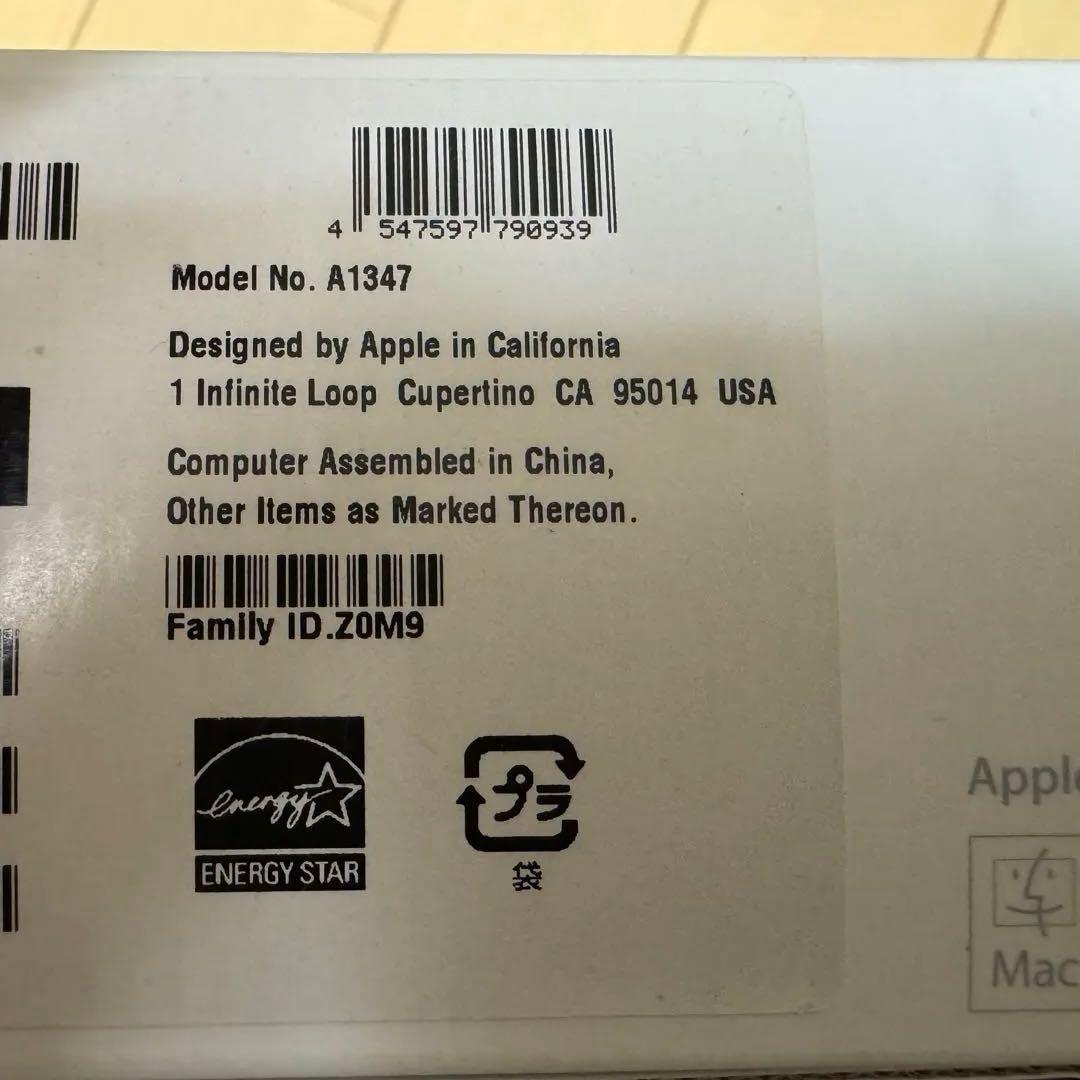 4 547597 790939
Model No. A1347
Designed by Apple in California
1 Infinite Loop Cupertino CA 95014 USA
Computer Assembled in China,
Other Items as Marked Thereon.
Family ID.Z0M9
energy
ENERGY STAR
プラ
袋
Apple
Mac